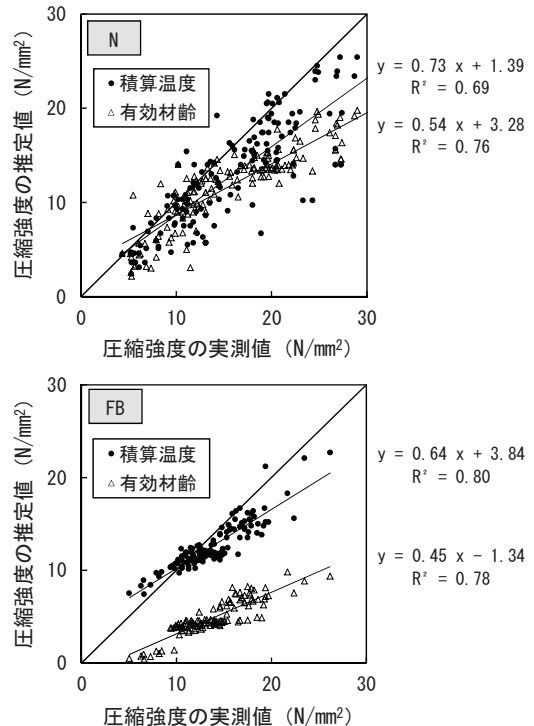 N
積算温度
有効材齢
圧縮強度の推定値 (N/mm²)
30
20
10
0
0 10 20 30
圧縮強度の実測値 (N/mm²)
y = 0.73 x + 1.39
R² = 0.69
y = 0.54 x + 3.28
R² = 0.76
FB
積算温度
有効材齢
圧縮強度の推定値 (N/mm²)
30
20
10
0
0 10 20 30
圧縮強度の実測値 (N/mm²)
y = 0.64 x + 3.84
R² = 0.80
y = 0.45 x − 1.34
R² = 0.78